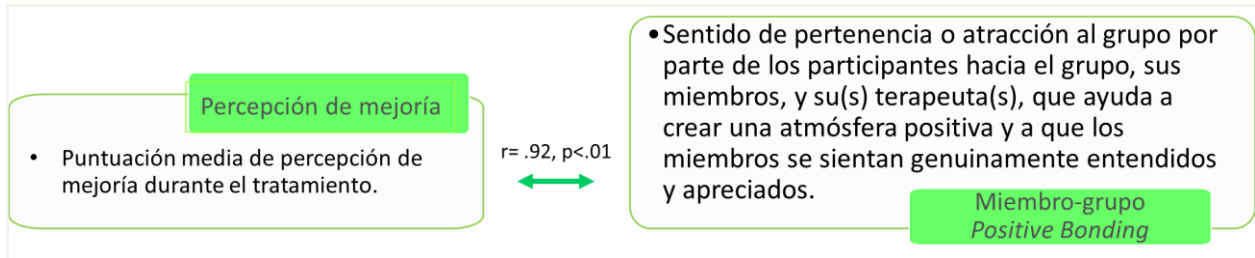 Percepción de mejoría
• Puntuación media de percepción de
mejoría durante el tratamiento.
r= .92, p<.01
•Sentido de pertenencia o atracción al grupo por
parte de los participantes hacia el grupo, sus
miembros, y su(s) terapeuta(s), que ayuda a
crear una atmósfera positiva y a que los
miembros se sientan genuinamente entendidos
y apreciados.
Miembro-grupo
Positive Bonding